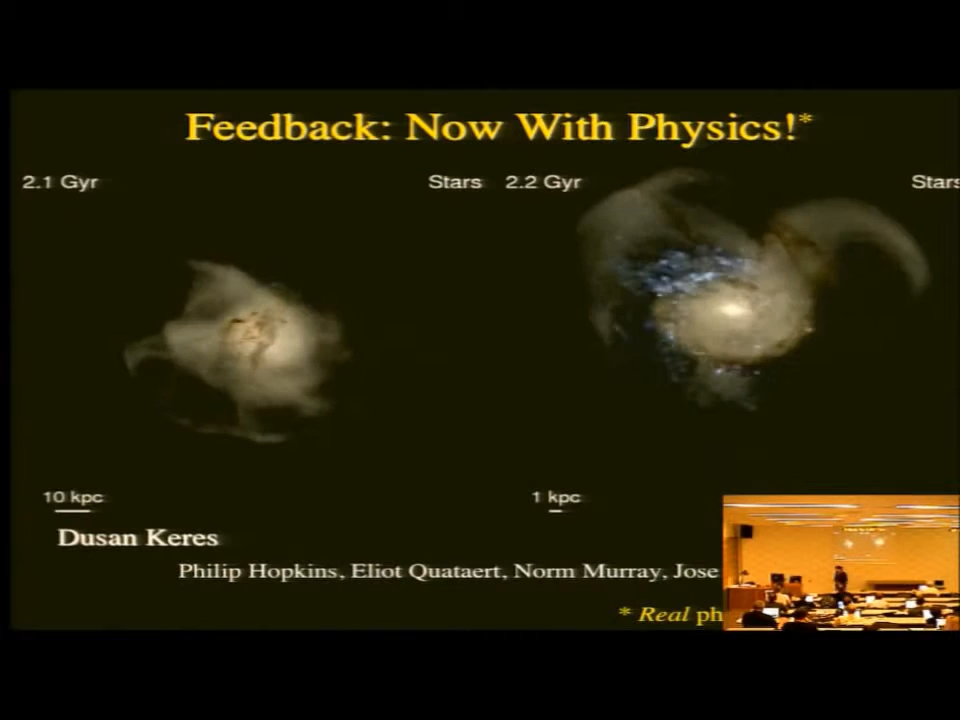 Feedback: Now With Physics!*
2.1 Gyr Stars 2.2 Gyr Stars
10 kpc 1 kpc
Dusan Keres
Philip Hopkins, Eliot Quataert, Norm Murray, Jose
* Real ph